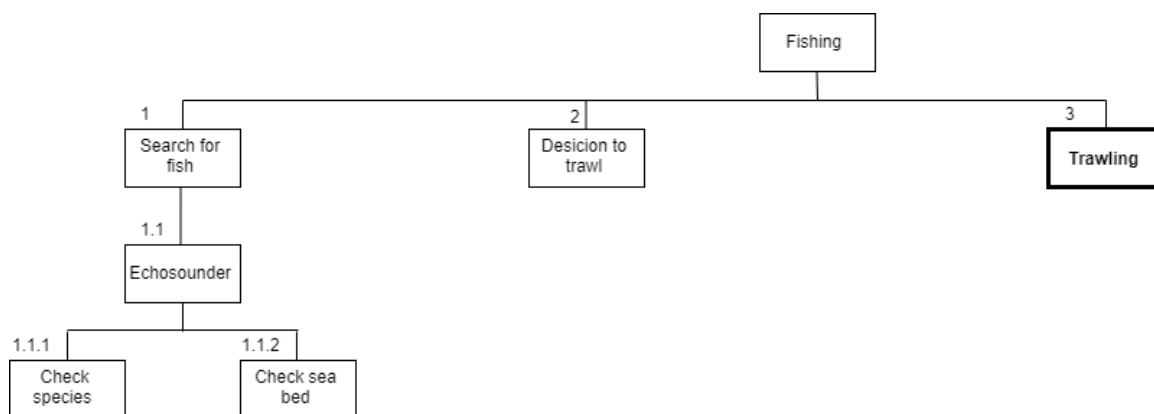 Fishing
1
2
3
Search for
fish
Desicion to
trawl
Trawling
1.1
Echosounder
1.1.1
1.1.2
Check
species
Check sea
bed